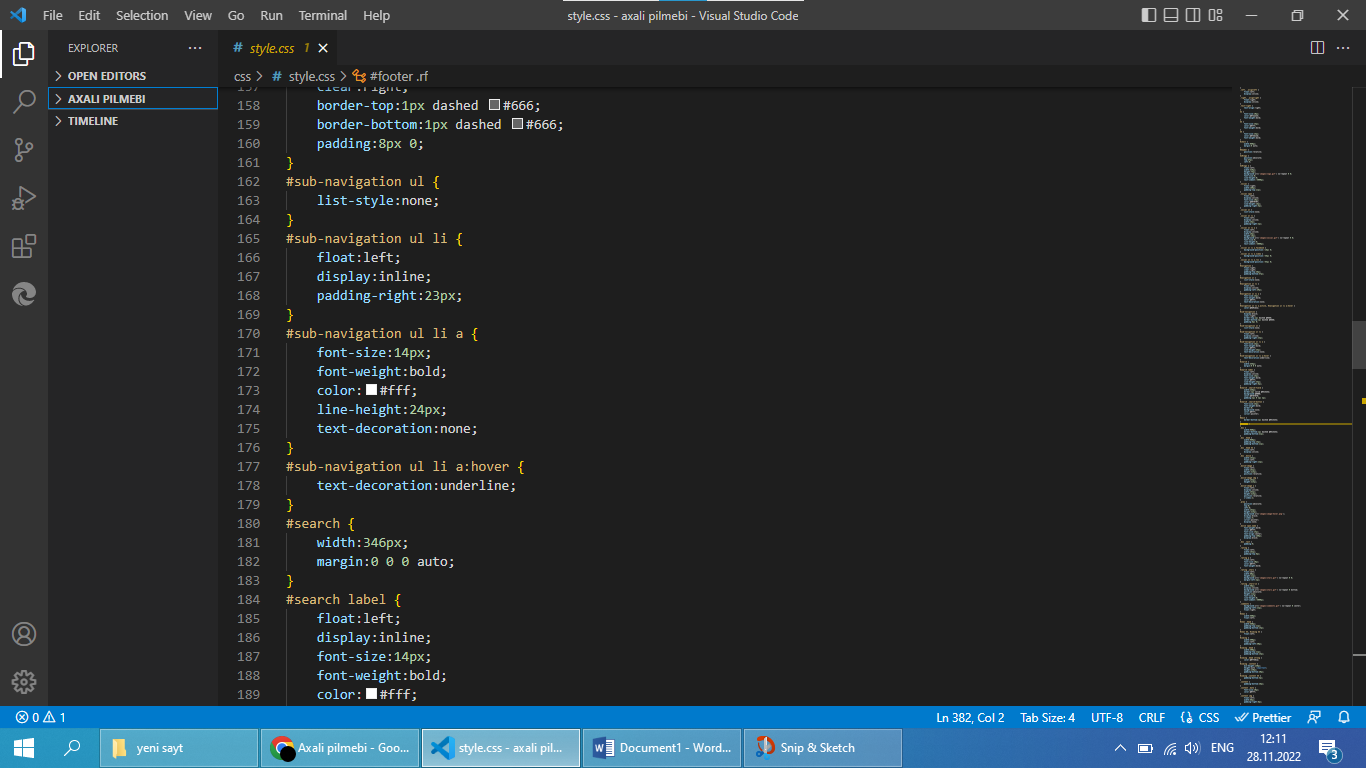 File Edit Selection View Go Run Terminal Help
style.css - axali pilmebi - Visual Studio Code
EXPLORER
OPEN EDITORS
AXALI PILMEBI
TIMELINE
# style.css 1
css > # style.css > #footer .rf
157 clear:right;
158 border-top:1px dashed #666;
159 border-bottom:1px dashed #666;
160 padding:8px 0;
161 }
162 #sub-navigation ul {
163 list-style:none;
164 }
165 #sub-navigation ul li {
166 float:left;
167 display:inline;
168 padding-right:23px;
169 }
170 #sub-navigation ul li a {
171 font-size:14px;
172 font-weight:bold;
173 color:#fff;
174 line-height:24px;
175 text-decoration:none;
176 }
177 #sub-navigation ul li a:hover {
178 text-decoration:underline;
179 }
180 #search {
181 width:346px;
182 margin:0 0 0 auto;
183 }
184 #search label {
185 float:left;
186 display:inline;
187 font-size:14px;
188 font-weight:bold;
189 color:#fff;
0 1
Ln 382, Col 2 Tab Size: 4 UTF-8 CRLF {} CSS Prettier
yeni sayt
Axali pilmebi - Goo...
style.css - axali pil...
Document1 - Word...
Snip & Sketch
ENG
12:11
28.11.2022
3